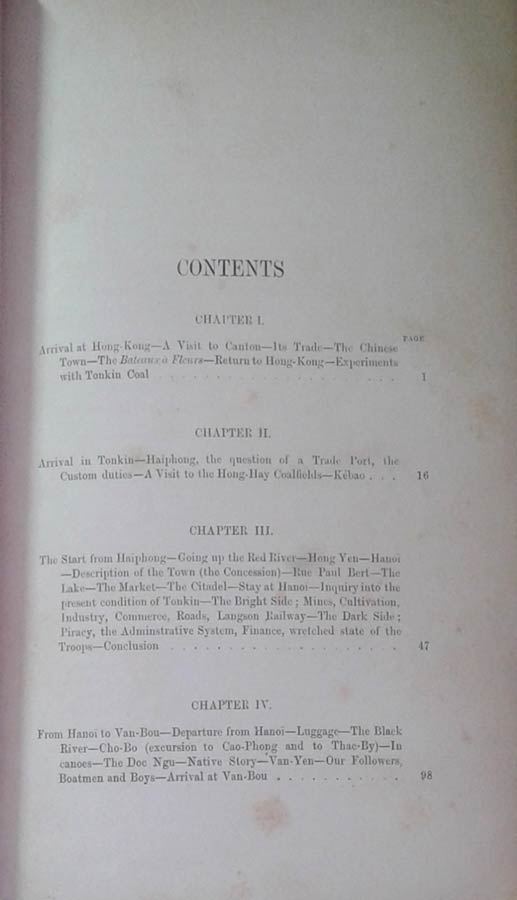 CONTENTS
CHAPTER I.
PAGE
Arrival at Hong-Kong—A Visit to Canton—Its Trade—The Chinese
Town—The Bateaux à Fleurs—Return to Hong-Kong—Experiments
with Tonkin Coal . . . . . . . . . . . . . . . 1
CHAPTER II.
Arrival in Tonkin—Haiphong, the question of a Trade Port, the
Custom duties—A Visit to the Hong-Hay Coalfields—Kébao . . . 16
CHAPTER III.
The Start from Haiphong—Going up the Red River—Hong Yen—Hanoï
—Description of the Town (the Concession)—Rue Paul Bert—The
Lake—The Market—The Citadel—Stay at Hanoï—Inquiry into the
present condition of Tonkin—The Bright Side; Mines, Cultivation,
Industry, Commerce, Roads, Langson Railway—The Dark Side;
Piracy, the Adminstrative System, Finance, wretched state of the
Troops—Conclusion . . . . . . . . . . . . . . . 47
CHAPTER IV.
From Hanoï to Van-Bou—Departure from Hanoï—Luggage—The Black
River—Cho-Bo (excursion to Cao-Phong and to Thac-By)—In
canoes—The Doc Ngu—Native Story—Van-Yen—Our Followers,
Boatmen and Boys—Arrival at Van-Bou . . . . . . . . . . . 98